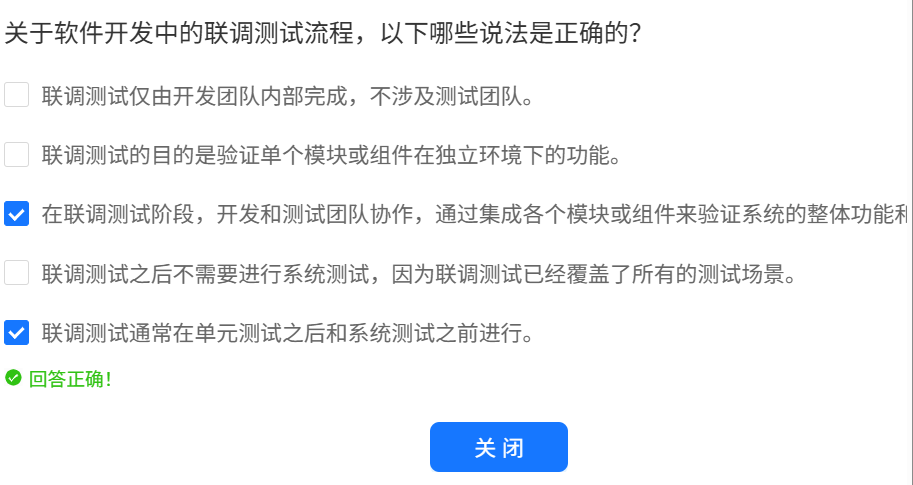 关于软件开发中的联调测试流程，以下哪些说法是正确的？
联调测试仅由开发团队内部完成，不涉及测试团队。
联调测试的目的是验证单个模块或组件在独立环境下的功能。
在联调测试阶段，开发和测试团队协作，通过集成各个模块或组件来验证系统的整体功能和
联调测试之后不需要进行系统测试，因为联调测试已经覆盖了所有的测试场景。
联调测试通常在单元测试之后和系统测试之前进行。
回答正确！
关 闭